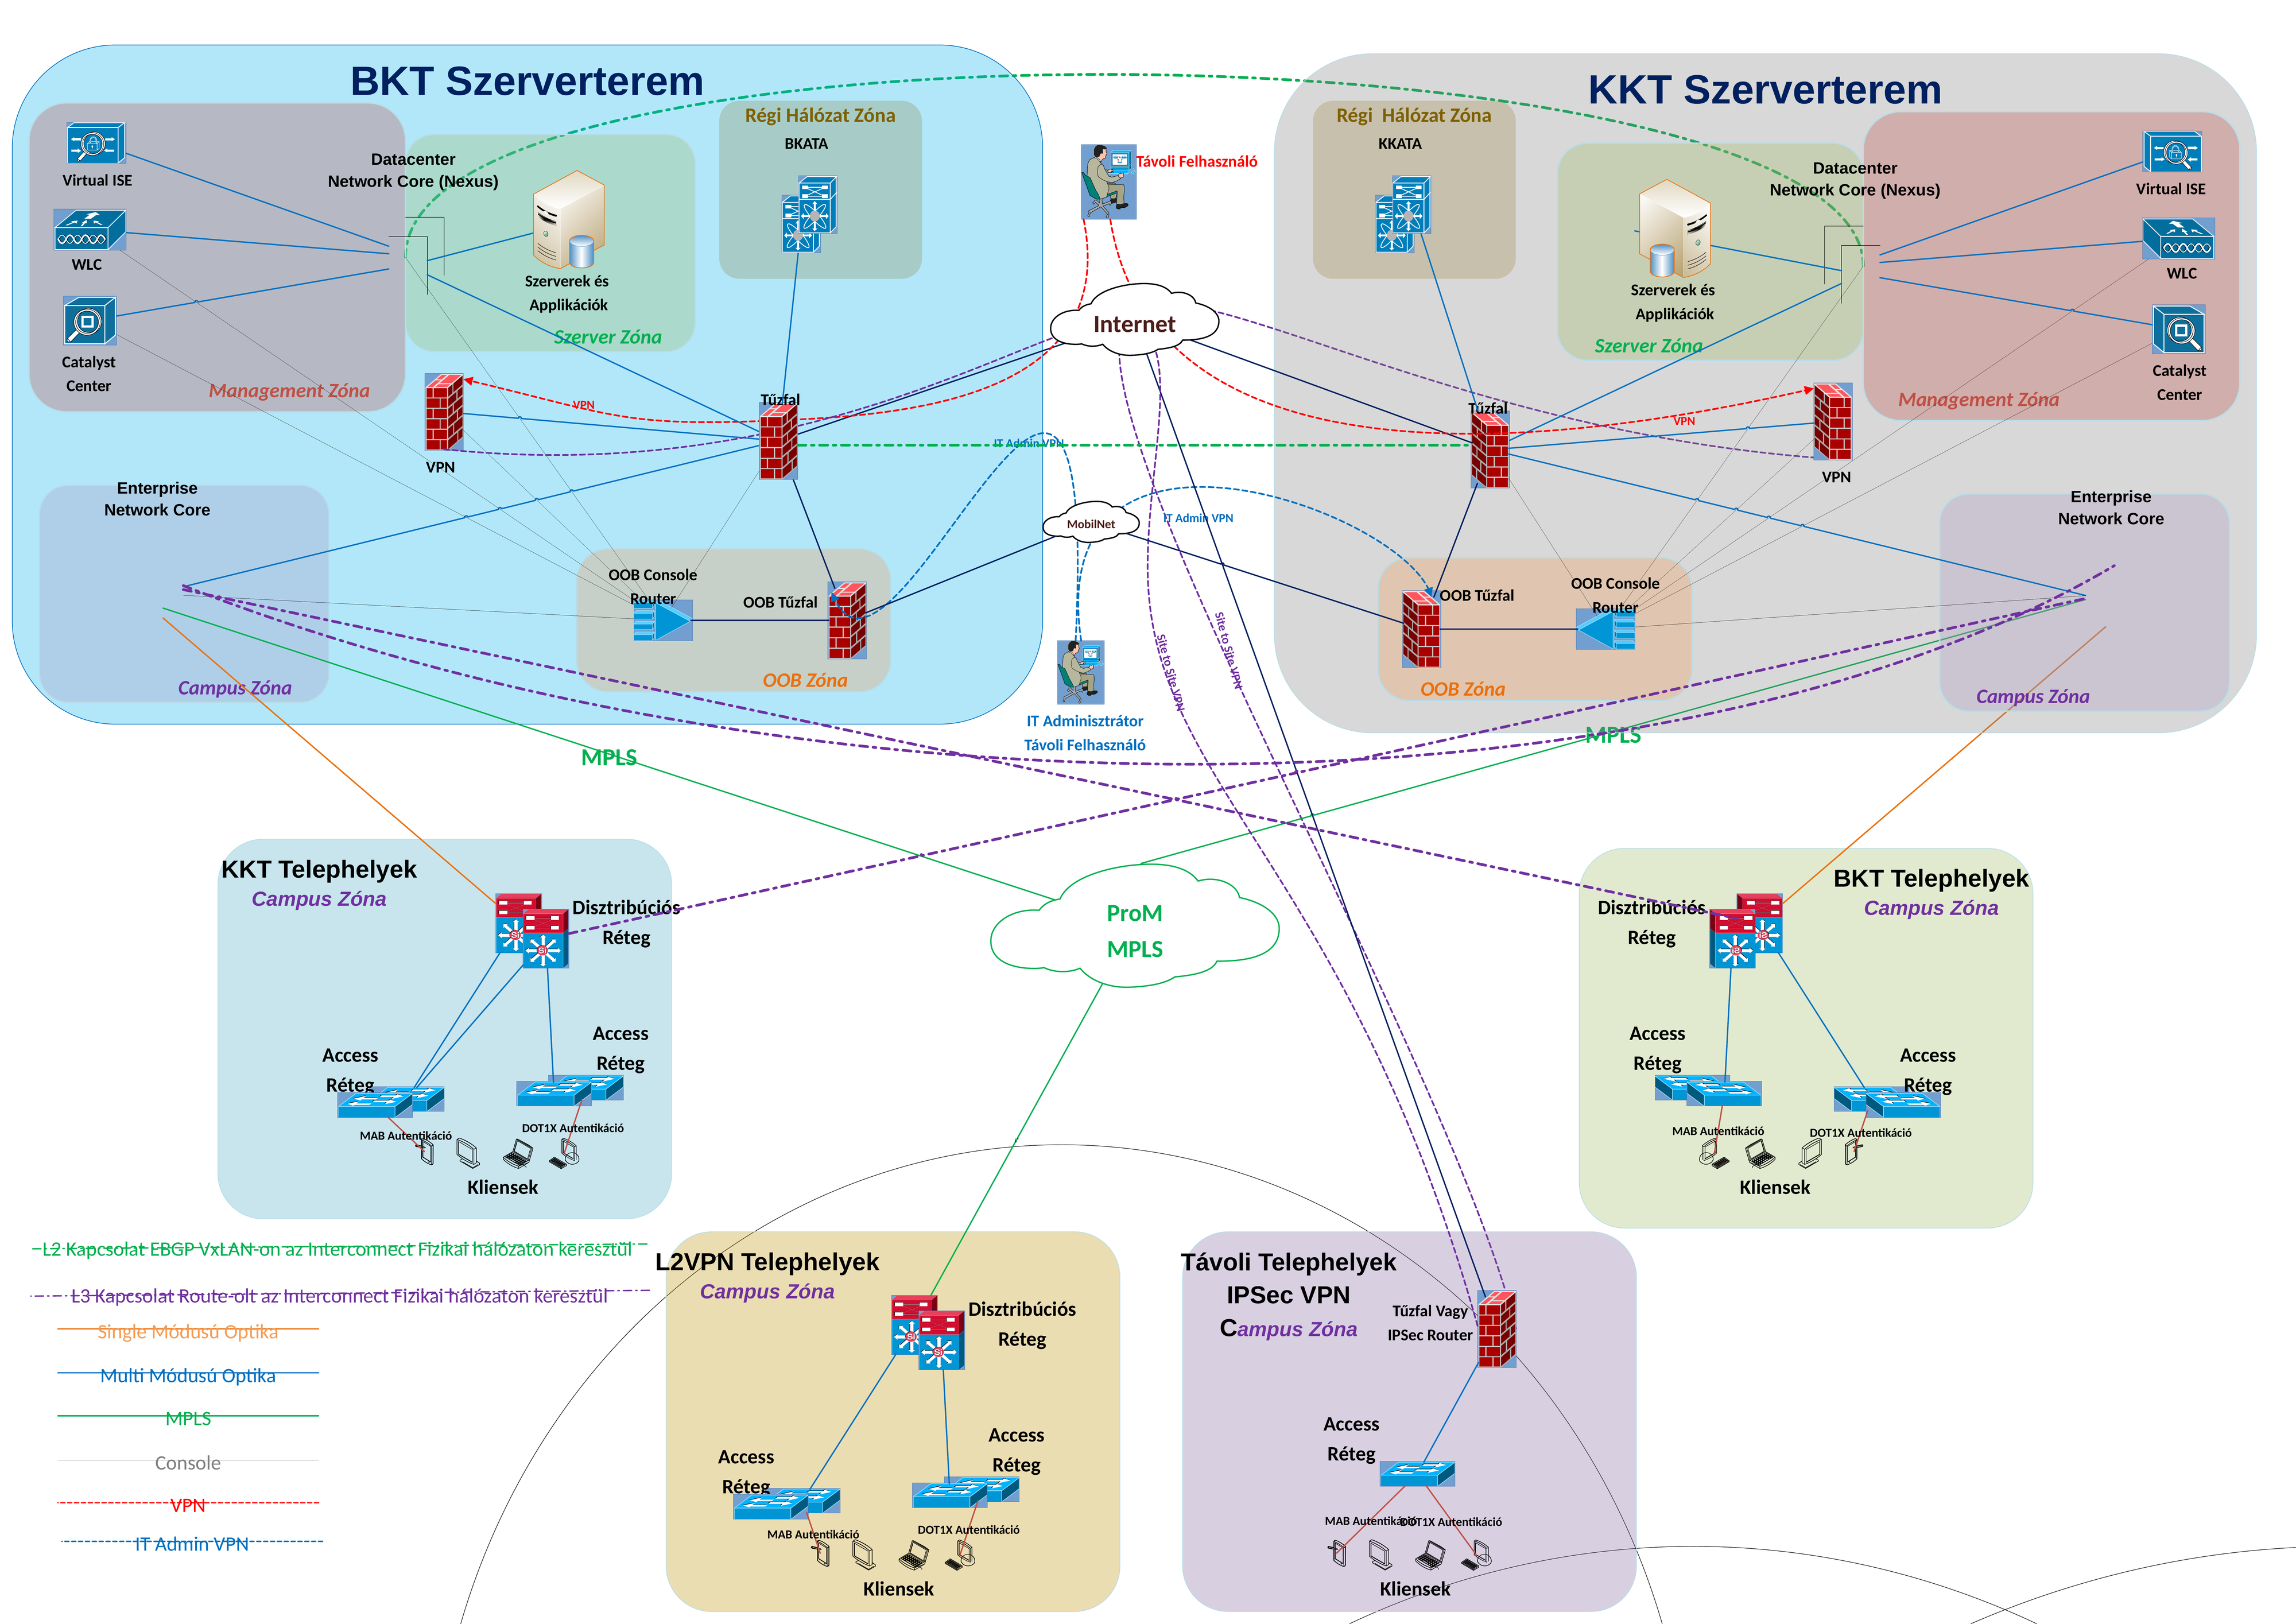 BKT Szerverterem
KKT Szerverterem
Régi Hálózat Zóna
BKATA
Virtual ISE
Datacenter
Network Core (Nexus)
WLC
Szerverek és
Applikációk
Szerver Zóna
Catalyst
Center
Management Zóna
VPN
VPN
Tűzfal
IT Admin VPN
Enterprise
Network Core
Campus Zóna
OOB Console
Router
OOB Tűzfal
OOB Zóna
Távoli Felhasználó
Internet
MobilNet
IT Admin VPN
IT Adminisztrátor
Távoli Felhasználó
Site to Site VPN
Site to Site VPN
Régi Hálózat Zóna
KKATA
Datacenter
Network Core (Nexus)
Virtual ISE
WLC
Szerverek és
Applikációk
Szerver Zóna
Catalyst
Center
Management Zóna
Tűzfal
VPN
VPN
Enterprise
Network Core
OOB Console
Router
OOB Tűzfal
OOB Zóna
Campus Zóna
MPLS
MPLS
KKT Telephelyek
Campus Zóna
Disztribúciós
Réteg
Access
Réteg
Access
Réteg
MAB Autentikáció
DOT1X Autentikáció
Kliensek
ProM
MPLS
BKT Telephelyek
Campus Zóna
Disztribúciós
Réteg
Access
Réteg
Access
Réteg
MAB Autentikáció
DOT1X Autentikáció
Kliensek
L2 Kapcsolat EBGP VxLAN-on az Interconnect Fizikai hálózaton keresztül
L3 Kapcsolat Route-olt az Interconnect Fizikai hálózaton keresztül
Single Módusú Optika
Multi Módusú Optika
MPLS
Console
VPN
IT Admin VPN
L2VPN Telephelyek
Campus Zóna
Disztribúciós
Réteg
Access
Réteg
Access
Réteg
MAB Autentikáció
DOT1X Autentikáció
Kliensek
Távoli Telephelyek
IPSec VPN
Campus Zóna
Tűzfal Vagy
IPSec Router
Access
Réteg
MAB Autentikáció
DOT1X Autentikáció
Kliensek